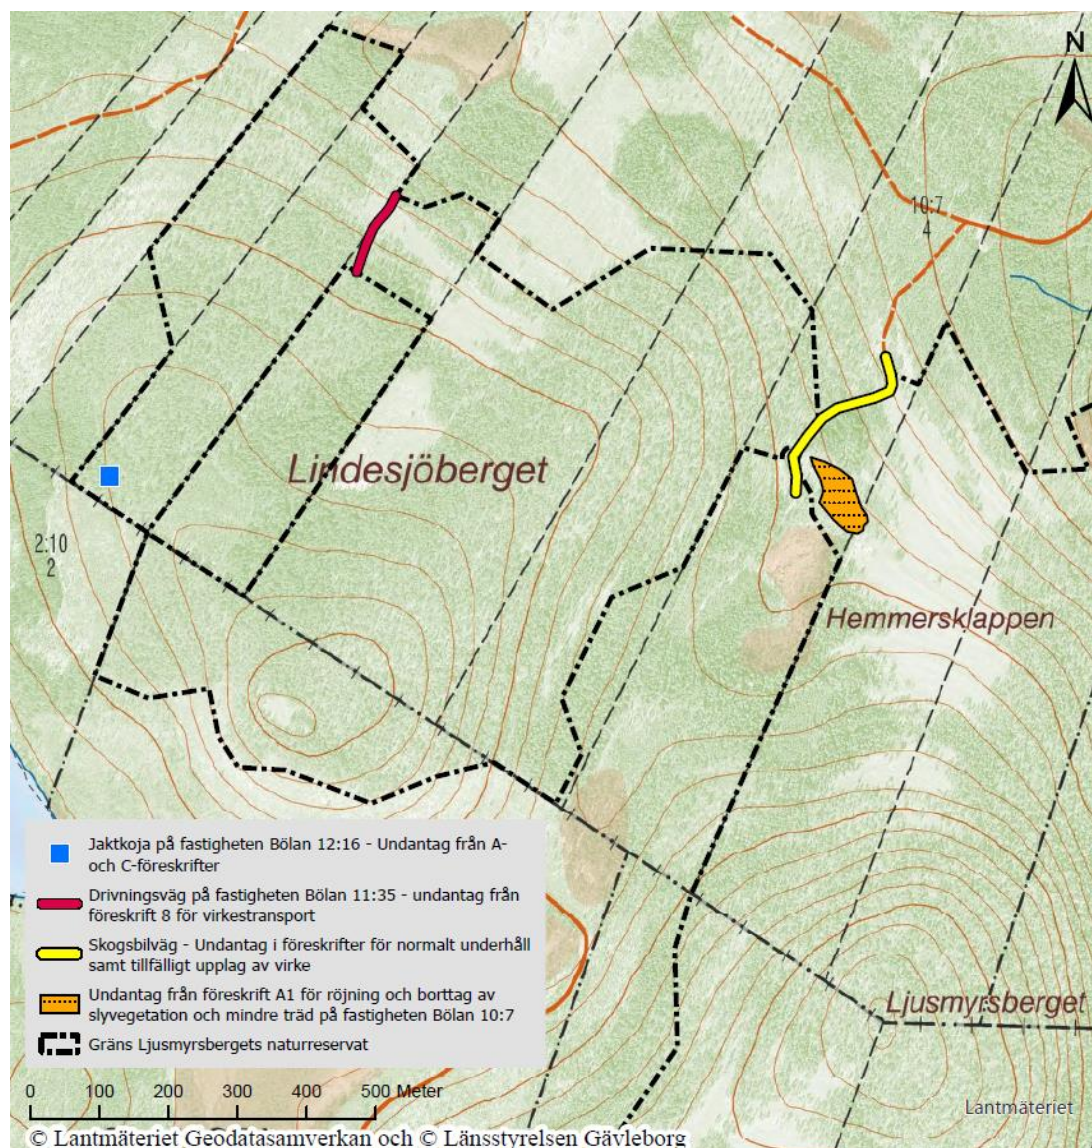 N
10:7
4
Lindesjöberget
2:10
2
Hemmersklappen
Jaktkoja på fastigheten Bölan 12:16 - Undantag från A-
och C-föreskrifter
Drivningsväg på fastigheten Bölan 11:35 - undantag från
föreskrift 8 för virkestransport
Skogsbilväg - Undantag i föreskrifter för normalt underhåll
samt tillfälligt upplag av virke
Undantag från föreskrift A1 för röjning och borttag av
slyvegetation och mindre träd på fastigheten Bölan 10:7
Gräns Ljusmyrsbergets naturreservat
Ljusmyrsberget
0 100 200 300 400 500 Meter
Lantmäteriet
© Lantmäteriet Geodatasamverkan och © Länsstyrelsen Gävleborg